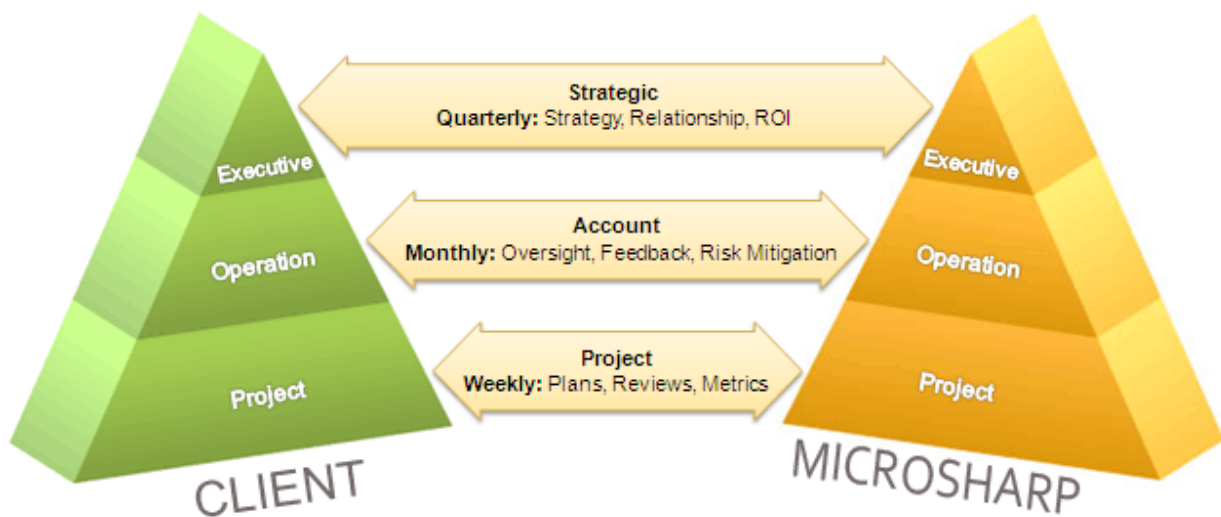 Strategic
Quarterly: Strategy, Relationship, ROI
Executive
Executive
Account
Monthly: Oversight, Feedback, Risk Mitigation
Operation
Operation
Project
Weekly: Plans, Reviews, Metrics
Project
Project
CLIENT
MICROSHARP